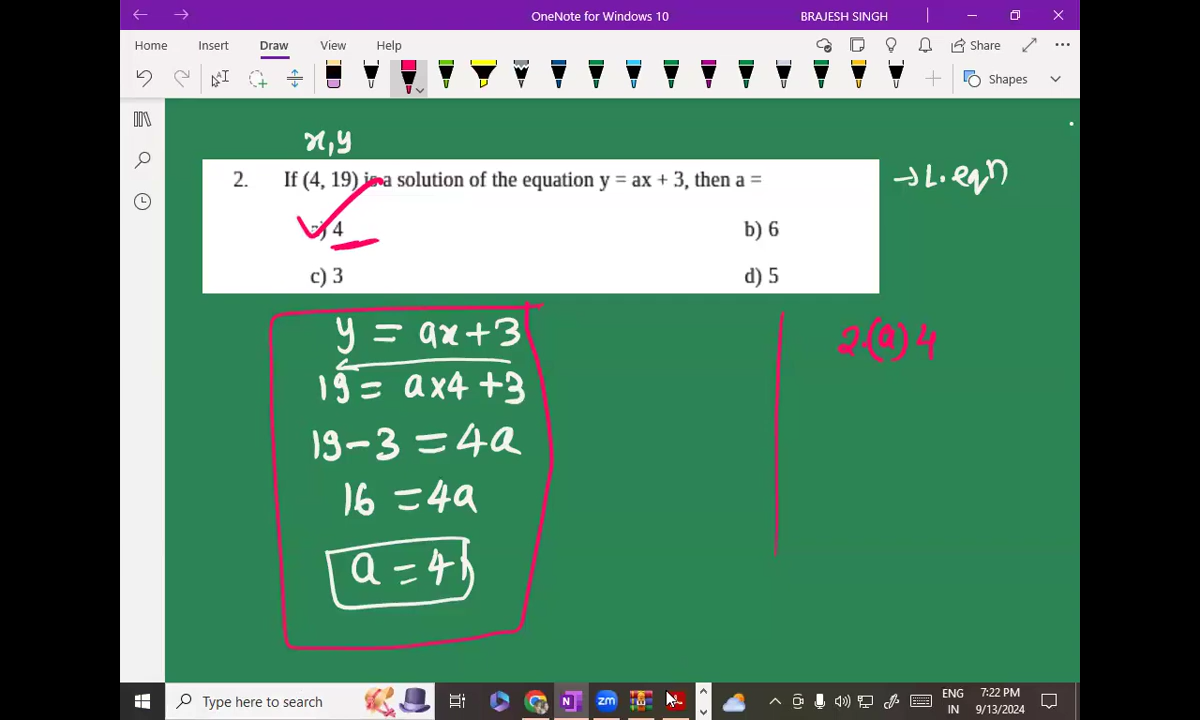 OneNote for Windows 10
BRAJESH SINGH
Home Insert Draw View Help
Share
Shapes
x, y
2. If (4, 19) is a solution of the equation y = ax + 3, then a =
→ L. eqn
a) 4
b) 6
c) 3
d) 5
y = ax + 3
2 (a) 4
19 = a x 4 + 3
19 - 3 = 4a
16 = 4a
a = 4
Type here to search
ENG
IN
7:22 PM
9/13/2024